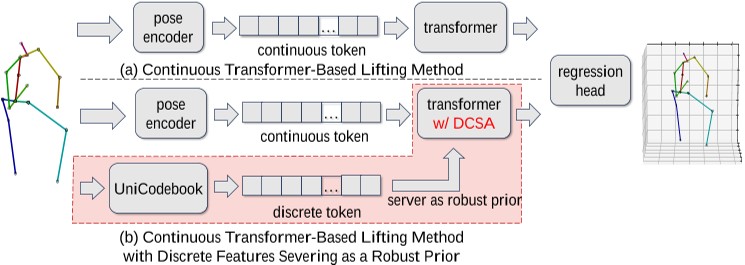 pose
encoder
...
continuous token
transformer
(a) Continuous Transformer-Based Lifting Method
regression
head
pose
encoder
...
continuous token
transformer
w/ DCSA
UniCodebook
...
discrete token
server as robust prior
(b) Continuous Transformer-Based Lifting Method
with Discrete Features Severing as a Robust Prior